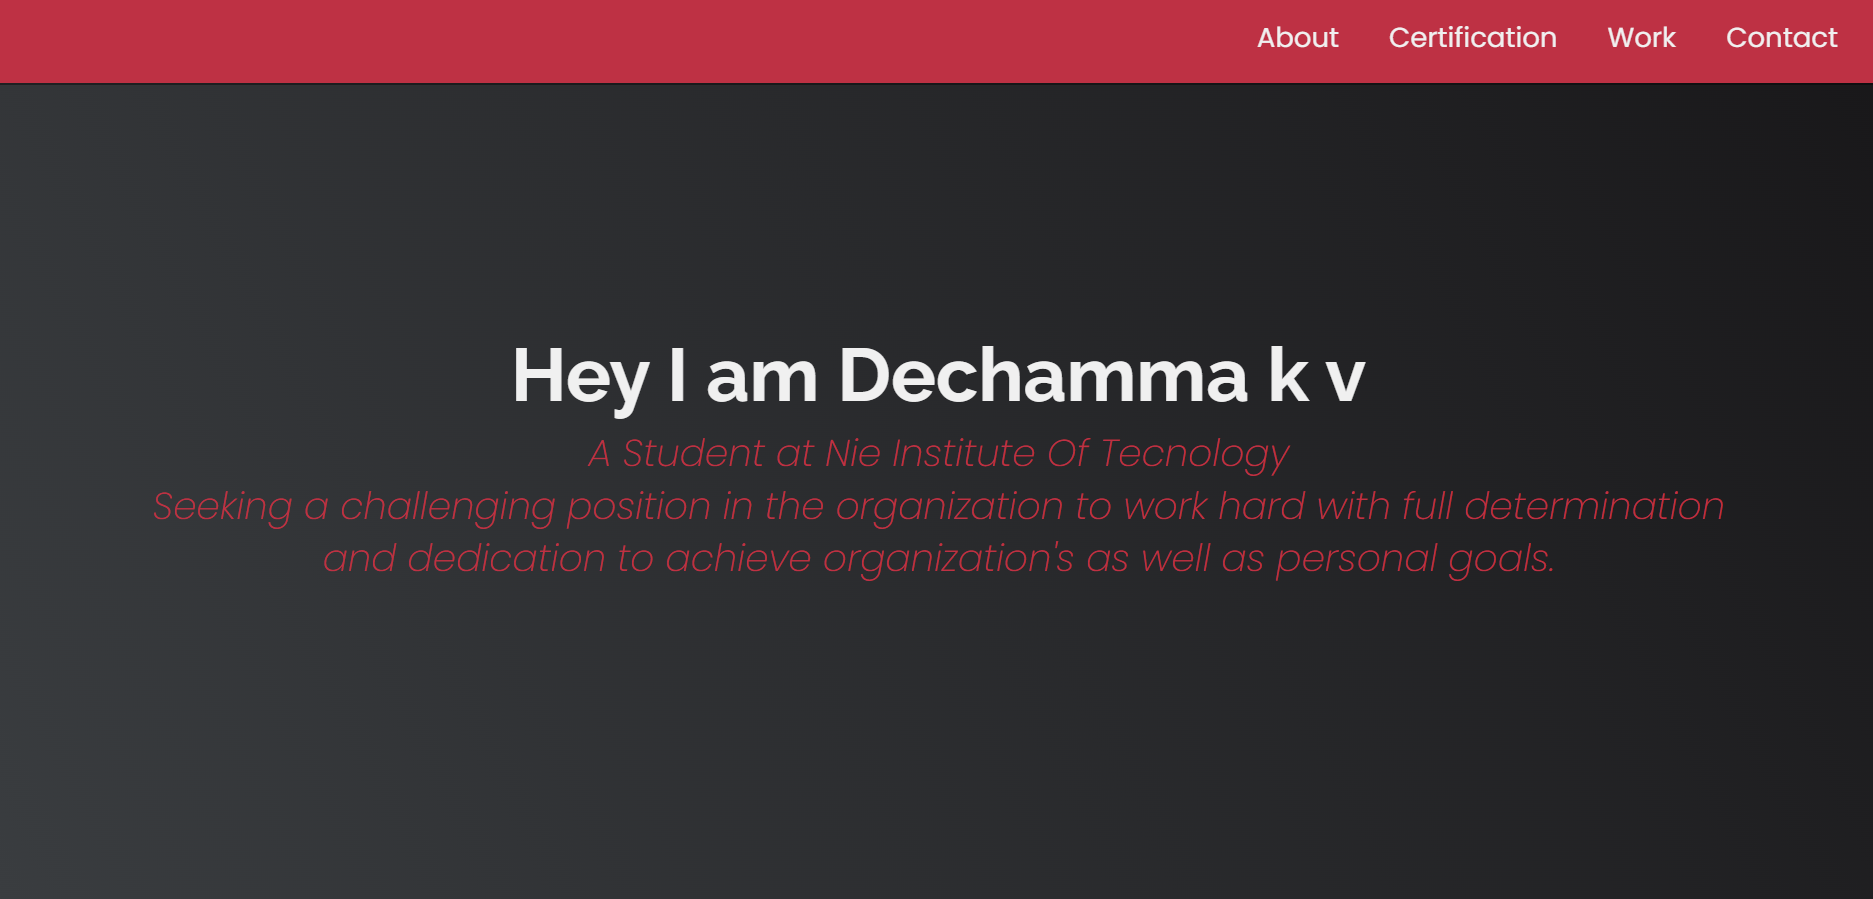 About Certification Work Contact
Hey I am Dechamma k v
A Student at Nie Institute Of Tecnology
Seeking a challenging position in the organization to work hard with full determination
and dedication to achieve organization's as well as personal goals.